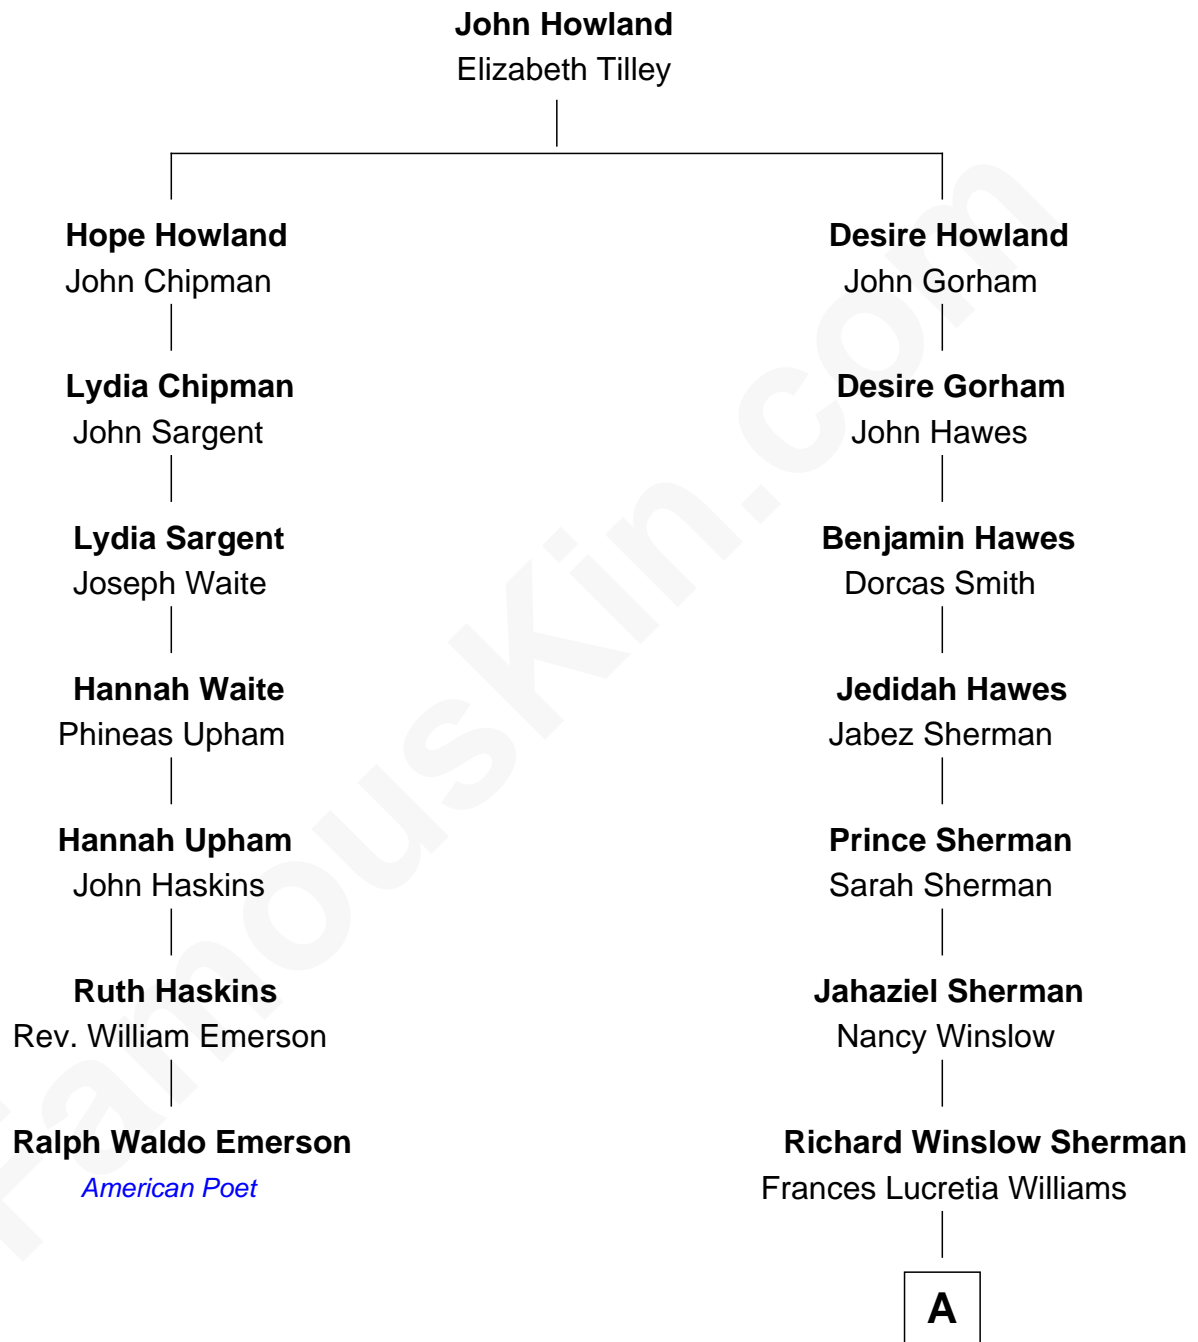 John Howland
Elizabeth Tilley
Hope Howland
John Chipman
Desire Howland
John Gorham
Lydia Chipman
John Sargent
Desire Gorham
John Hawes
Lydia Sargent
Joseph Waite
Benjamin Hawes
Dorcas Smith
Hannah Waite
Phineas Upham
Jedidah Hawes
Jabez Sherman
Hannah Upham
John Haskins
Prince Sherman
Sarah Sherman
Ruth Haskins
Rev. William Emerson
Jahaziel Sherman
Nancy Winslow
Ralph Waldo Emerson
American Poet
Richard Winslow Sherman
Frances Lucretia Williams
A
FamousKin.com